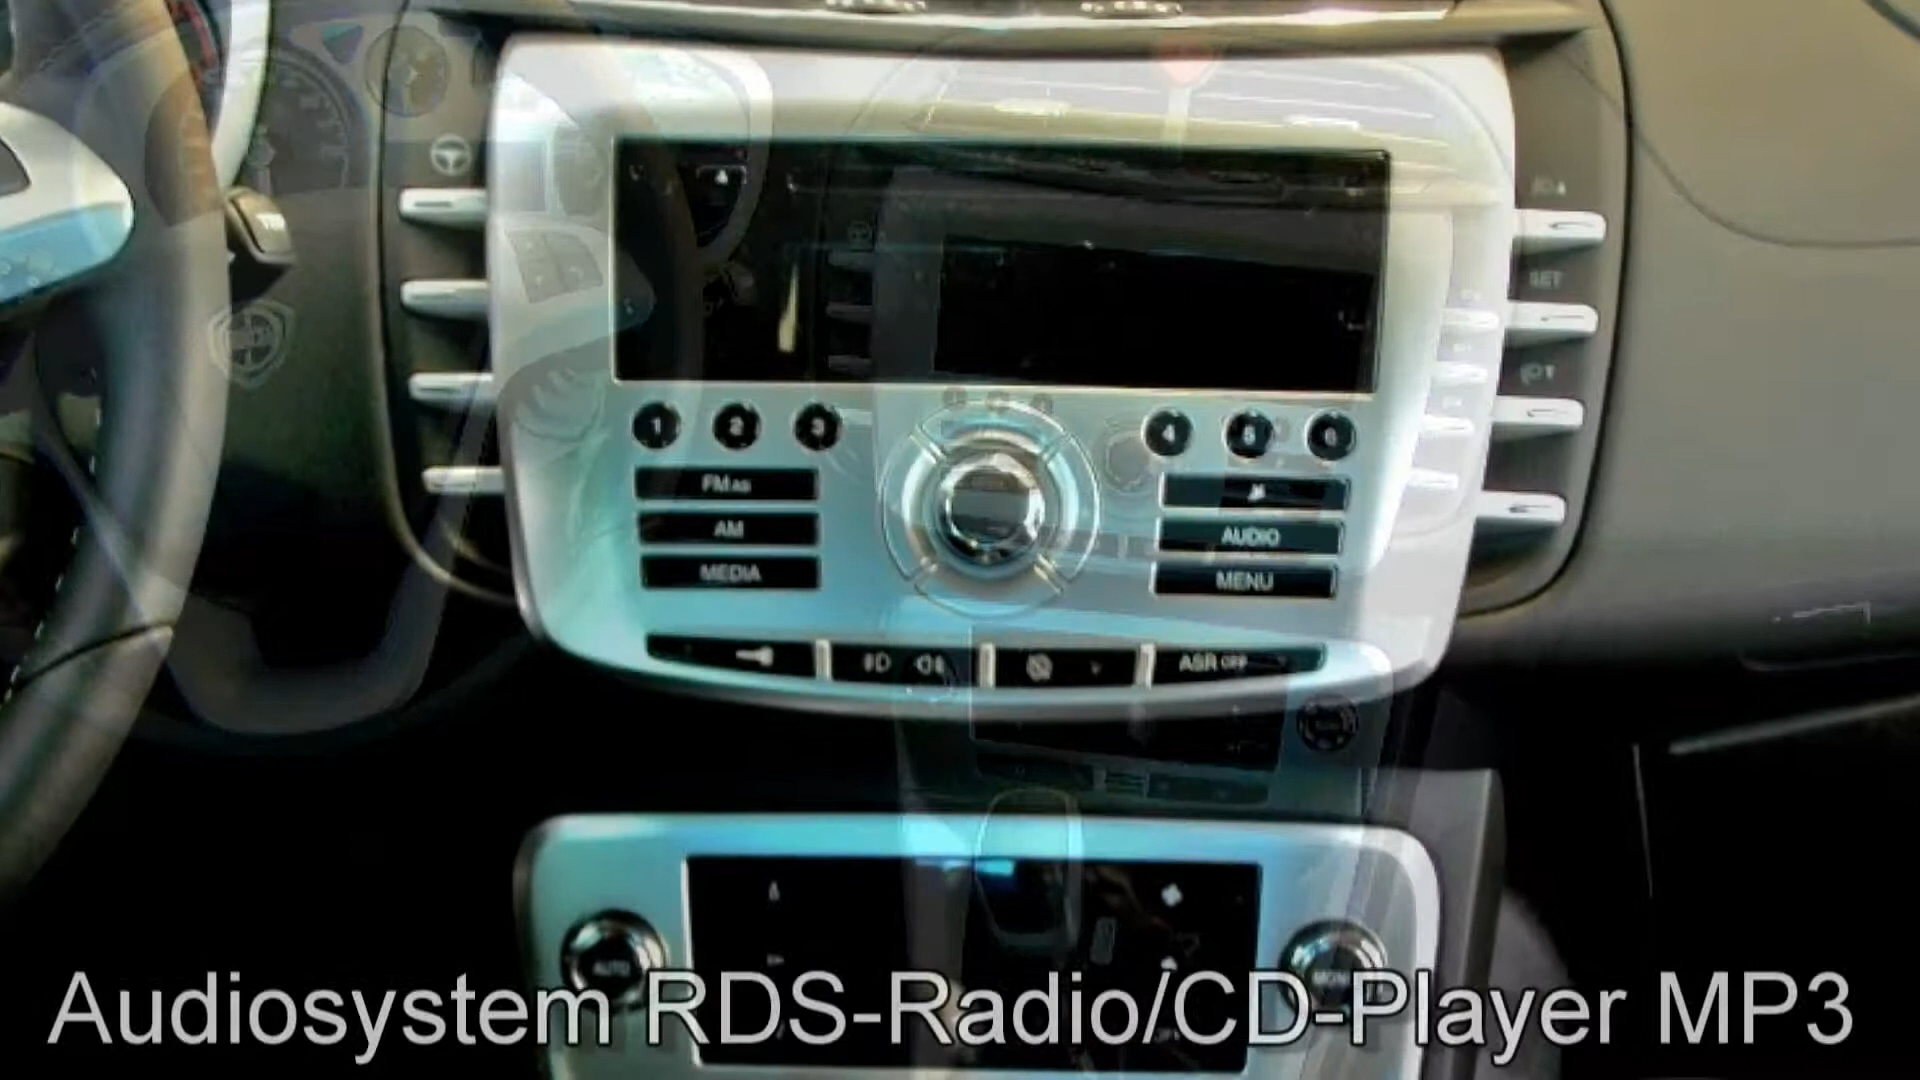 SET
1 2 3 4 5 6
FM AS
AM
AUDIO
MEDIA
MENU
ASR OFF
AUTO
MONO
Audiosystem RDS-Radio/CD-Player MP3